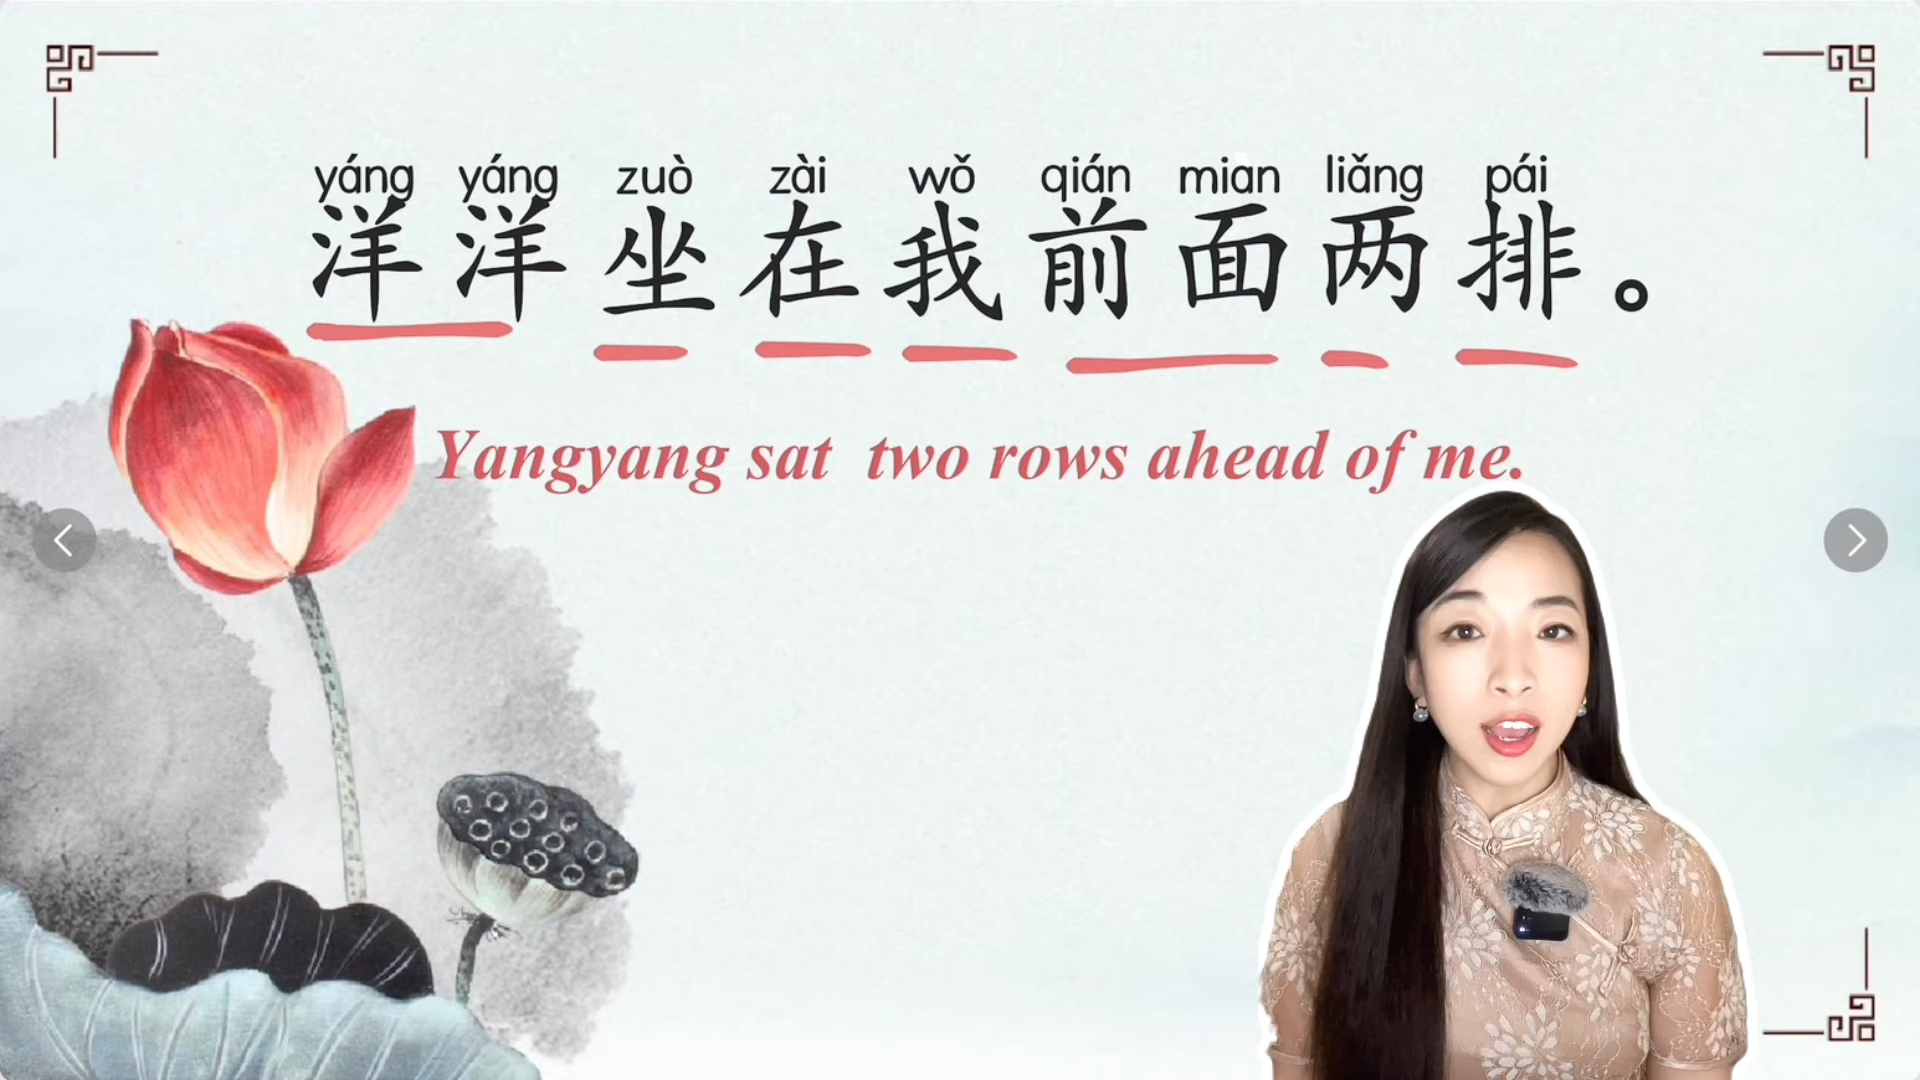 yáng yáng zuò zài wǒ qián mian liǎng pái
洋洋坐在我前面两排。
Yangyang sat two rows ahead of me.